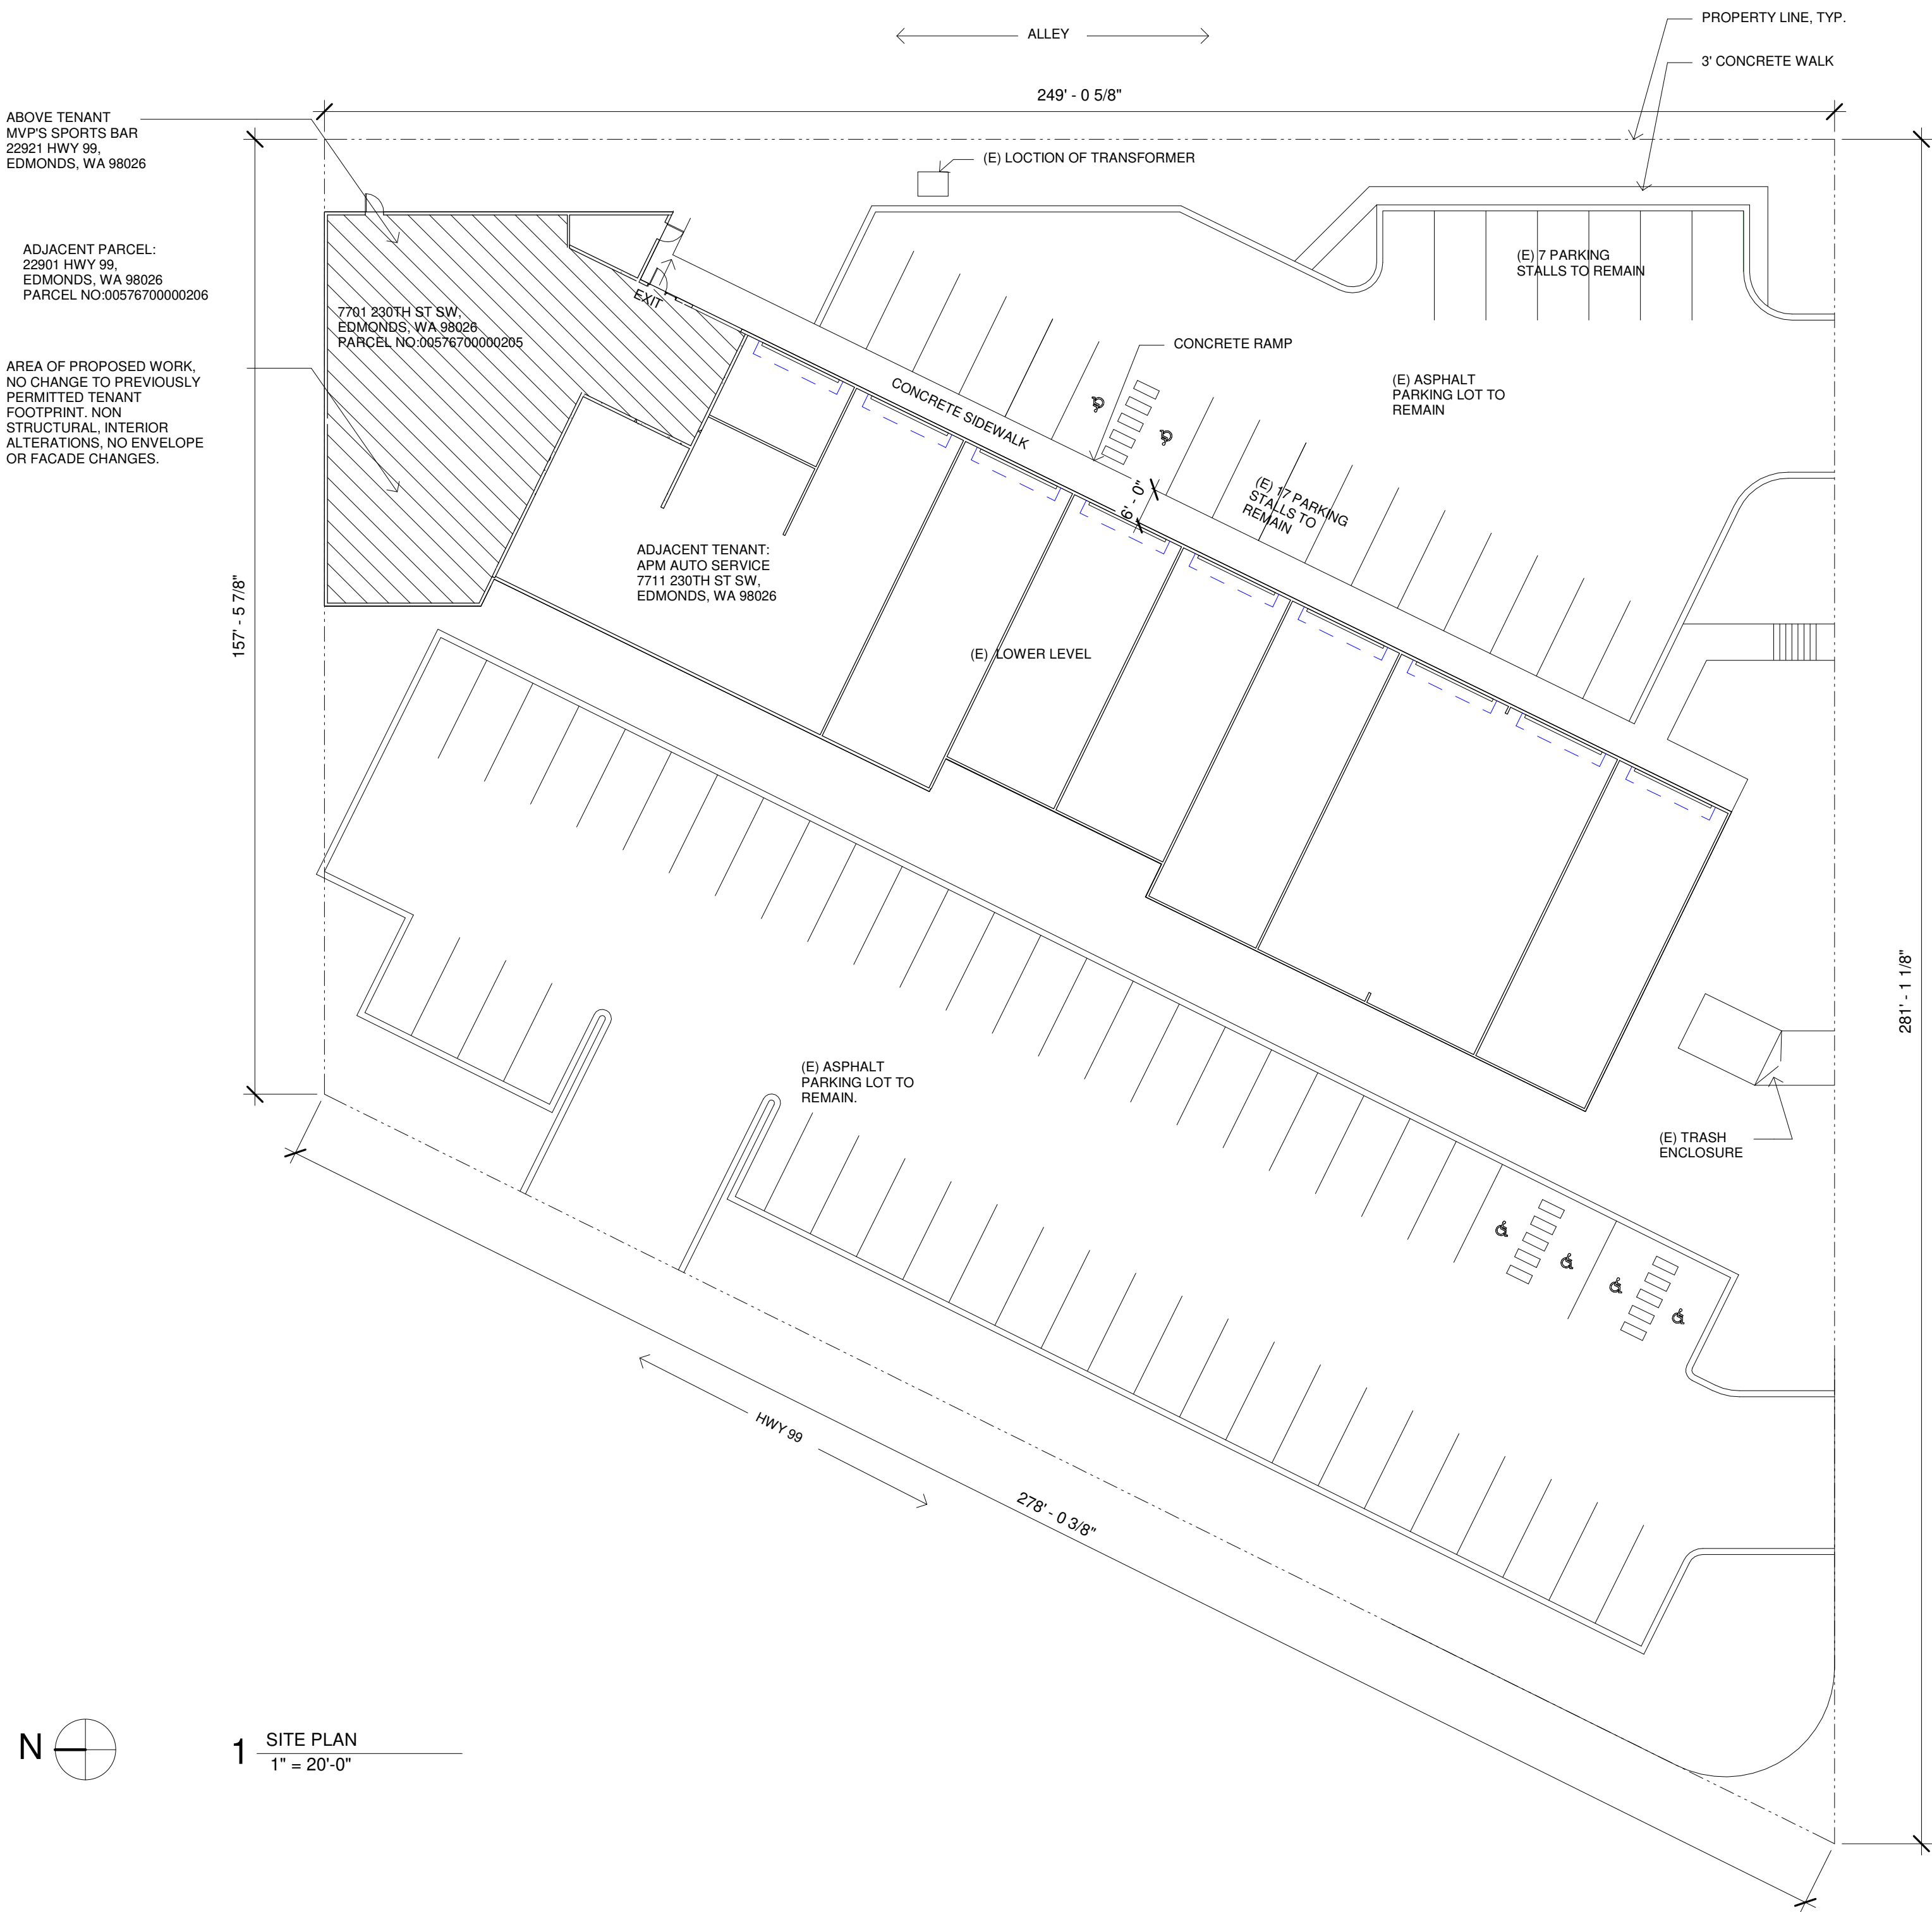 ALLEY
PROPERTY LINE, TYP.
3' CONCRETE WALK
249' - 0 5/8"
ABOVE TENANT
MVP'S SPORTS BAR
22921 HWY 99,
EDMONDS, WA 98026
(E) LOCTION OF TRANSFORMER
ADJACENT PARCEL:
22901 HWY 99,
EDMONDS, WA 98026
PARCEL NO:00576700000206
(E) 7 PARKING
STALLS TO REMAIN
EXIT
7701 230TH ST SW,
EDMONDS, WA 98026
PARCEL NO:00576700000205
CONCRETE RAMP
AREA OF PROPOSED WORK,
NO CHANGE TO PREVIOUSLY
PERMITTED TENANT
FOOTPRINT. NON
STRUCTURAL, INTERIOR
ALTERATIONS, NO ENVELOPE
OR FACADE CHANGES.
CONCRETE SIDEWALK
(E) ASPHALT
PARKING LOT TO
REMAIN
6' - 0"
(E) 17 PARKING
STALLS TO
REMAIN
ADJACENT TENANT:
APM AUTO SERVICE
7711 230TH ST SW,
EDMONDS, WA 98026
157' - 5 7/8"
(E) LOWER LEVEL
281' - 1 1/8"
(E) ASPHALT
PARKING LOT TO
REMAIN.
(E) TRASH
ENCLOSURE
HWY 99
278' - 0 3/8"
N
1 SITE PLAN
1" = 20'-0"